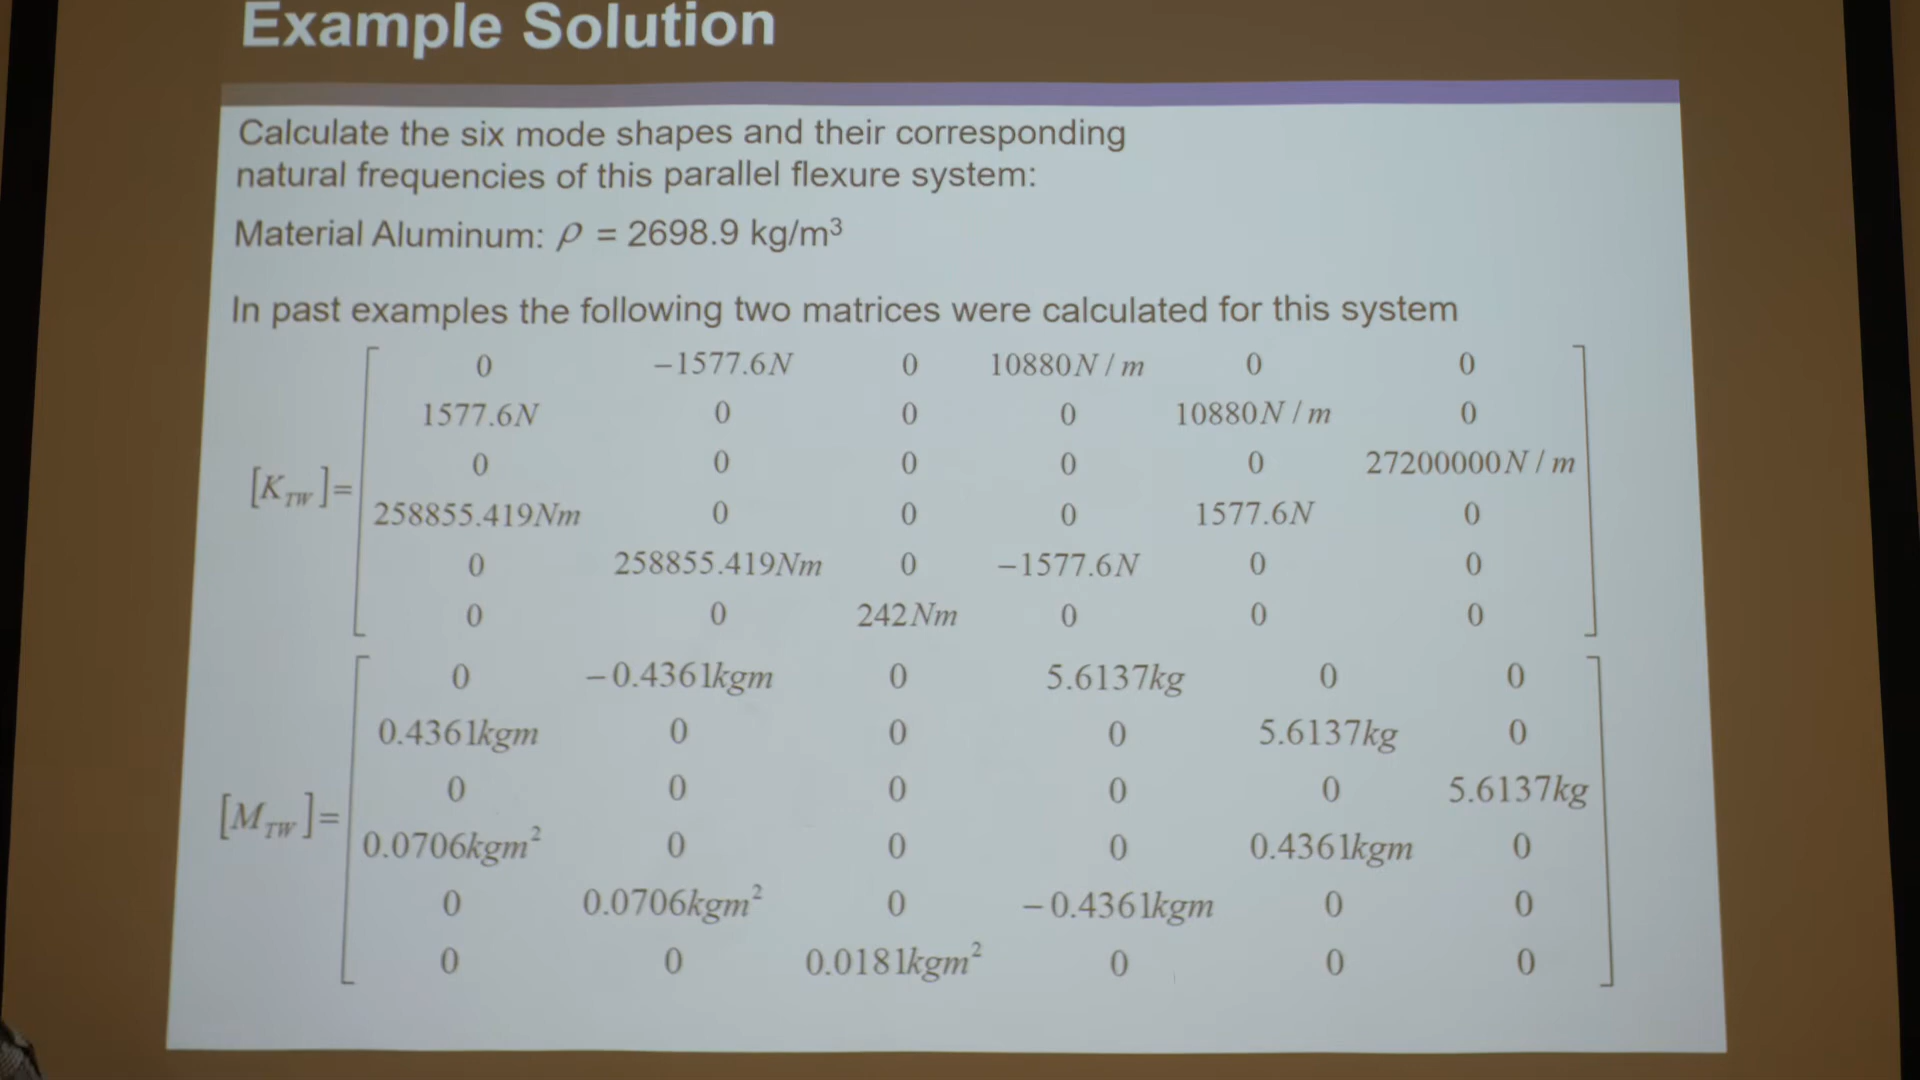 Example Solution
Calculate the six mode shapes and their corresponding
natural frequencies of this parallel flexure system:
Material Aluminum: ρ = 2698.9 kg/m³
In past examples the following two matrices were calculated for this system
0 −1577.6N 0 10880N / m 0 0
1577.6N 0 0 0 10880N / m 0
0 0 0 0 0 27200000N / m
[K_TW]=
258855.419Nm 0 0 0 1577.6N 0
0 258855.419Nm 0 −1577.6N 0 0
0 0 242Nm 0 0 0
0 −0.4361kgm 0 5.6137kg 0 0
0.4361kgm 0 0 0 5.6137kg 0
0 0 0 0 0 5.6137kg
[M_TW]=
0.0706kgm² 0 0 0 0.4361kgm 0
0 0.0706kgm² 0 −0.4361kgm 0 0
0 0 0.0181kgm² 0 0 0